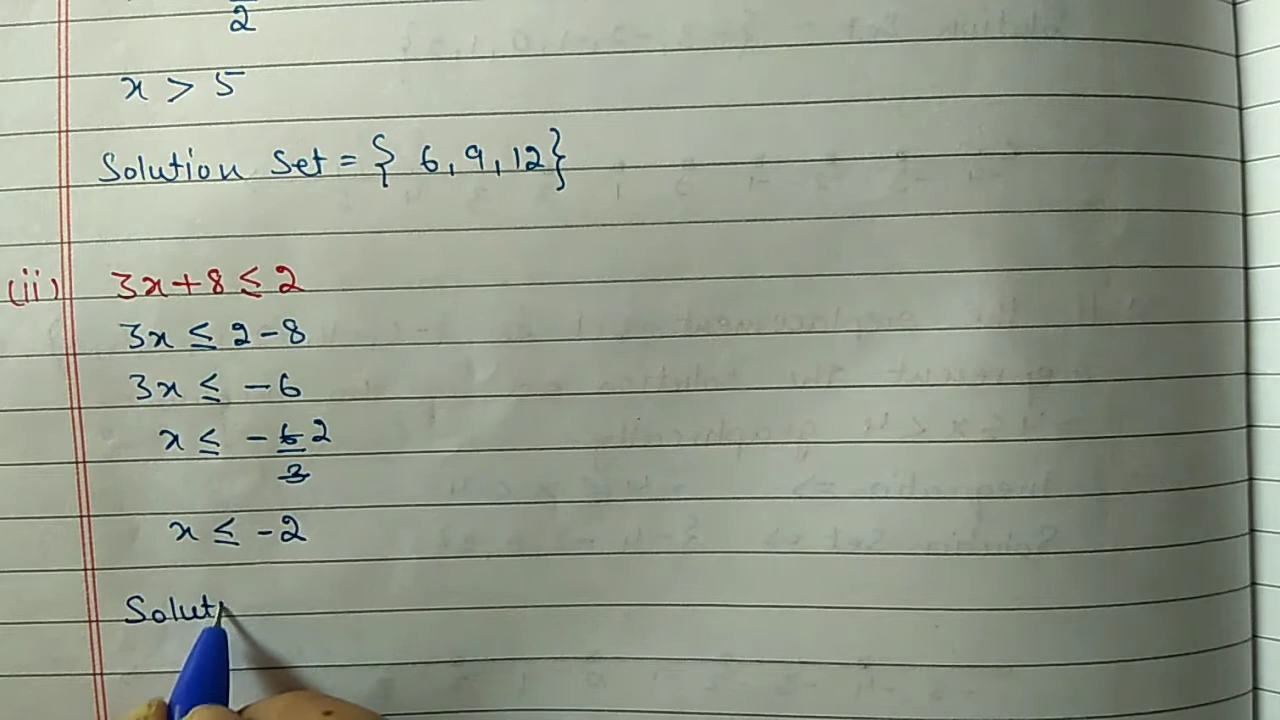 2
x > 5
Solution Set = { 6, 9, 12}
(ii) 3x + 8 ≤ 2
3x ≤ 2 - 8
3x ≤ - 6
x ≤ - 6 2
3
x ≤ - 2
Solut